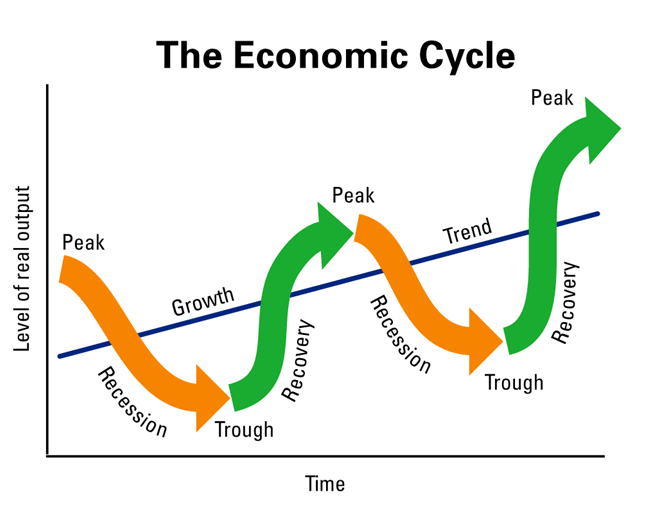 The Economic Cycle
Peak
Peak
Peak
Level of real output
Growth
Trend
Recession
Recovery
Recession
Recovery
Trough
Trough
Time